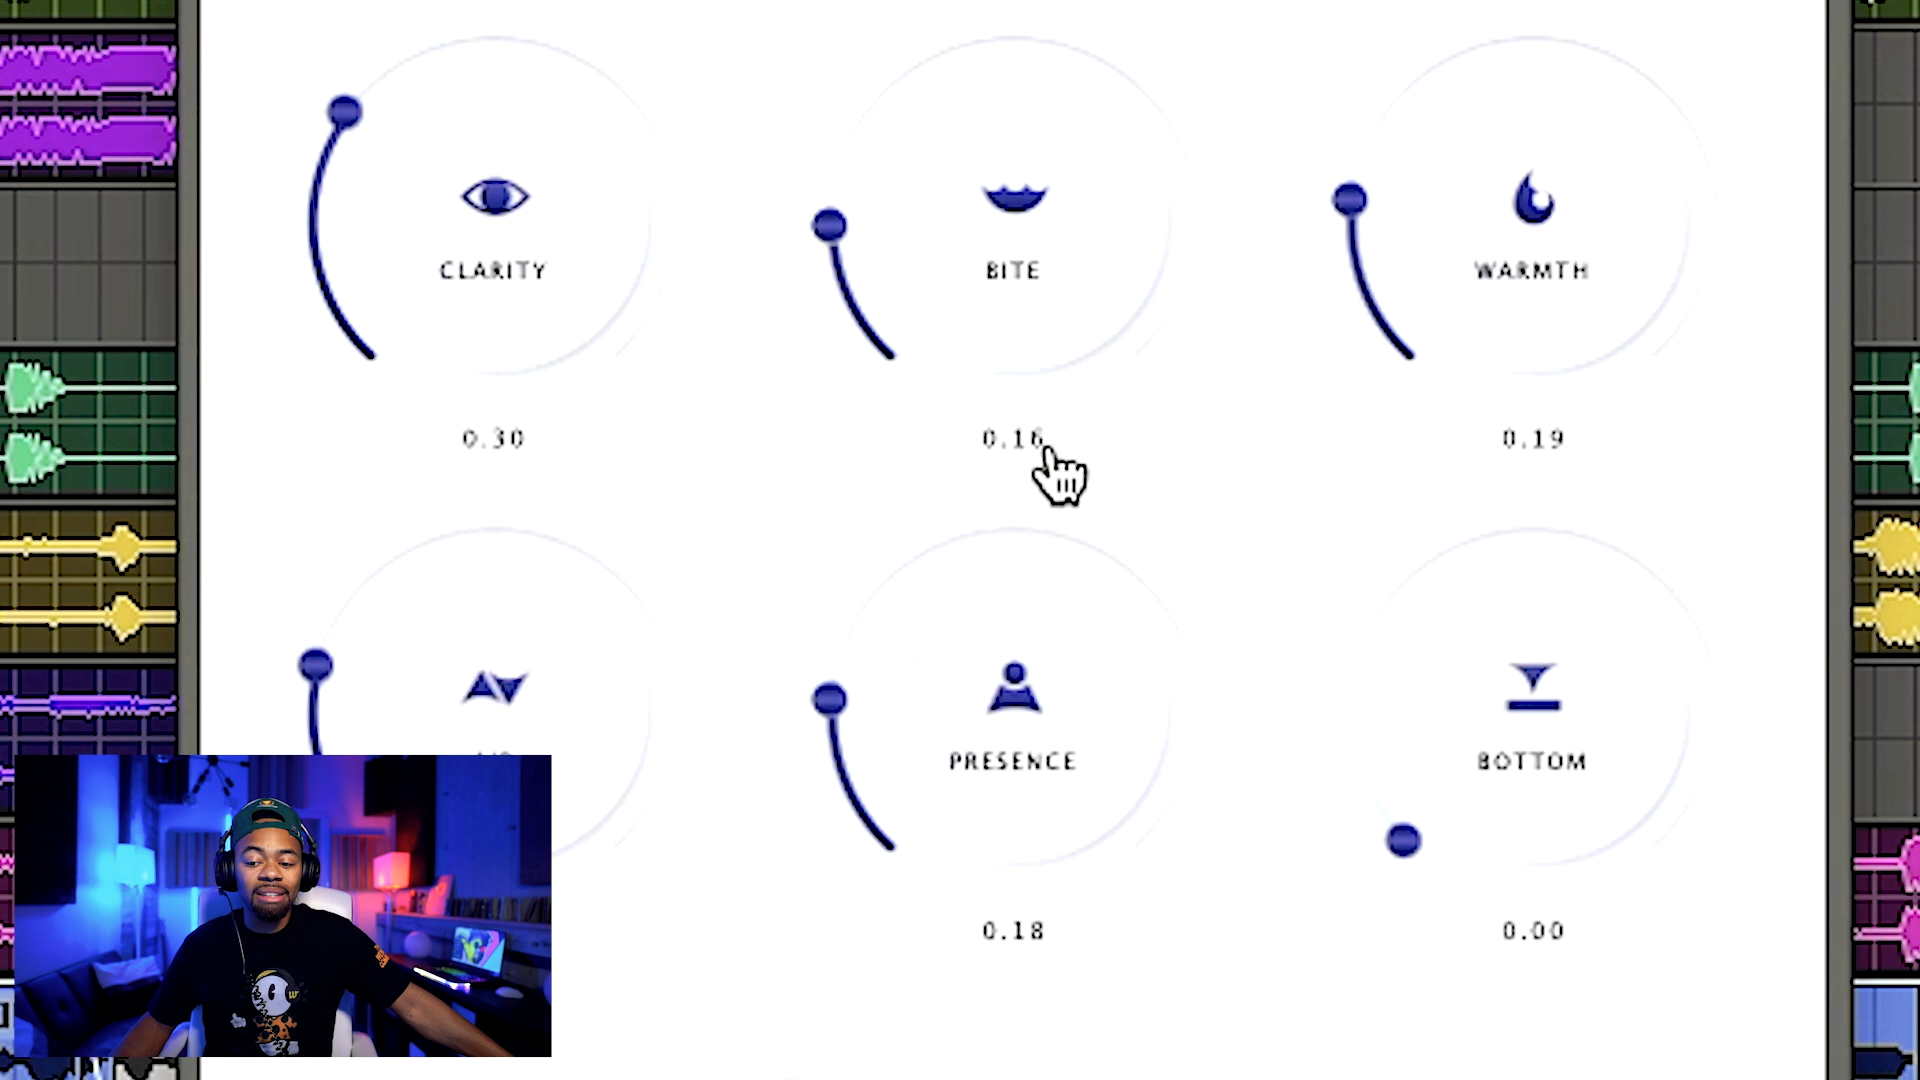 CLARITY
BITE
WARMTH
0.30
0.16
0.19
PRESENCE
BOTTOM
0.18
0.00